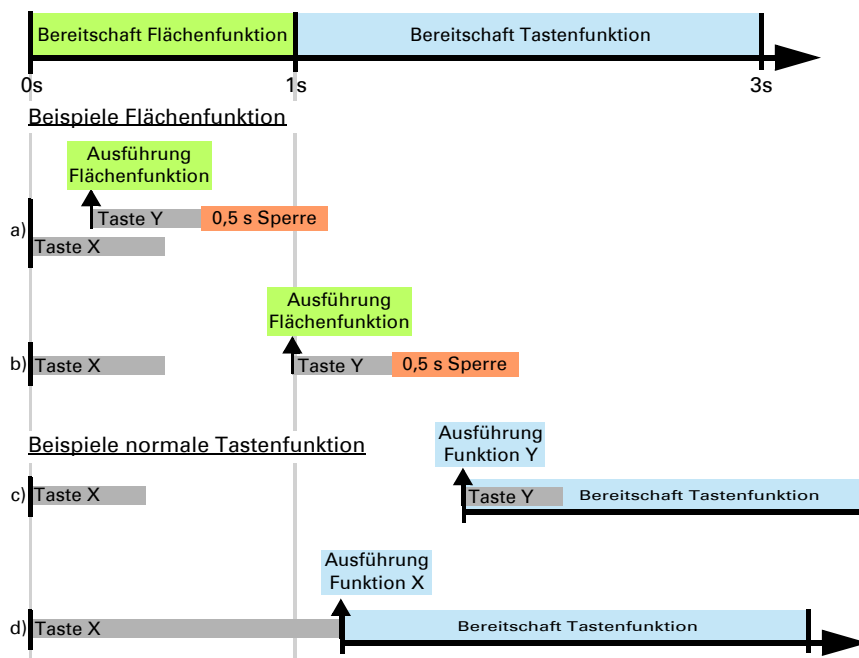 Bereitschaft Flächenfunktion
Bereitschaft Tastenfunktion
0s
1s
3s
Beispiele Flächenfunktion
Ausführung
Flächenfunktion
a)
Taste Y
0,5 s Sperre
Taste X
Ausführung
Flächenfunktion
b)
Taste X
Taste Y
0,5 s Sperre
Beispiele normale Tastenfunktion
Ausführung
Funktion Y
c)
Taste X
Taste Y
Bereitschaft Tastenfunktion
Ausführung
Funktion X
d)
Taste X
Bereitschaft Tastenfunktion